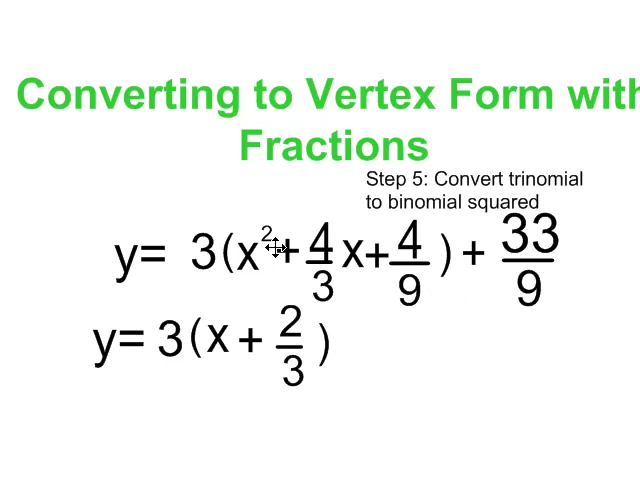 Converting to Vertex Form with
Fractions
Step 5: Convert trinomial
to binomial squared
y= 3(x² + 4/3 x + 4/9) + 33/9
y= 3(x + 2/3)